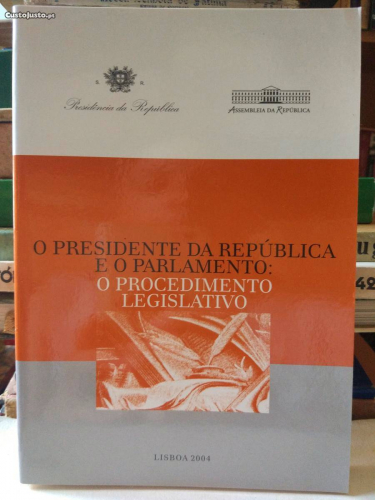 CustoJusto.pt
Presidência da República
ASSEMBLEIA DA REPÚBLICA
O PRESIDENTE DA REPÚBLICA
E O PARLAMENTO:
O PROCEDIMENTO
LEGISLATIVO
LISBOA 2004